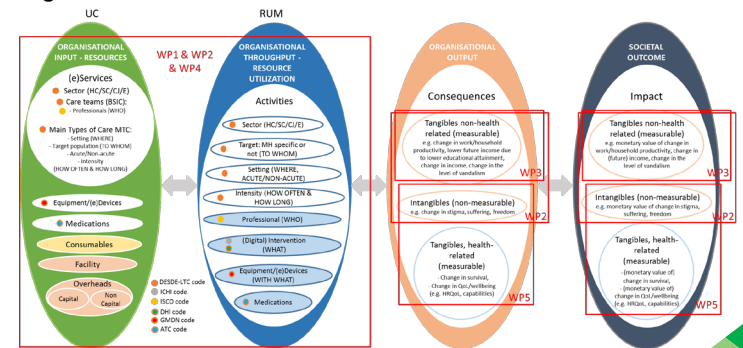 UC
RUM
ORGANISATIONAL
INPUT - RESOURCES
(e)Services
Sector (HC/SC/CJ/E)
Care teams (BSIC):
- Professionals (WHO)
Main Types of Care MTC:
- Setting (WHERE)
- Target population (TO WHOM)
- Acute/Non-acute
- Intensity
(HOW OFTEN & HOW LONG)
Equipment/(e)Devices
Medications
Consumables
Facility
Overheads
Capital
Non
Capital
WP1 & WP2
& WP4
DESDE-LTC code
ICHI code
ISCO code
DHI code
GMDN code
ATC code
ORGANISATIONAL
THROUGHPUT -
RESOURCE
UTILIZATION
Activities
Sector (HC/SC/CJ/E)
Target: MH specific or
not (TO WHOM)
Setting (WHERE,
ACUTE/NON-ACUTE)
Intensity (HOW OFTEN &
HOW LONG)
Professional (WHO)
(Digital) Intervention
(WHAT)
Equipment/(e)Devices
(WITH WHAT)
Medications
ORGANISATIONAL
OUTPUT
Consequences
Tangibles non-health
related (measurable)
e.g. change in work/household
productivity, lower future income due
to lower educational attainment,
change in income, change in the
level of vandalism
WP3
Intangibles (non-measurable)
e.g. change in stigma, suffering, freedom
WP2
Tangibles, health-
related
(measurable)
- Change in survival,
- Change in QoL/wellbeing
(e.g. HRQoL, capabilities)
WP5
SOCIETAL
OUTCOME
Impact
Tangibles non-health
related (measurable)
e.g. monetary value of change in
work/household productivity, change in
(future) income, change in the
level of vandalism
WP3
Intangibles (non-measurable)
e.g. monetary value of change in stigma,
suffering, freedom
WP2
Tangibles, health-
related
(measurable)
- (monetary value of)
change in survival,
- (monetary value of)
change in QoL/wellbeing
(e.g. HRQoL, capabilities)
WP5